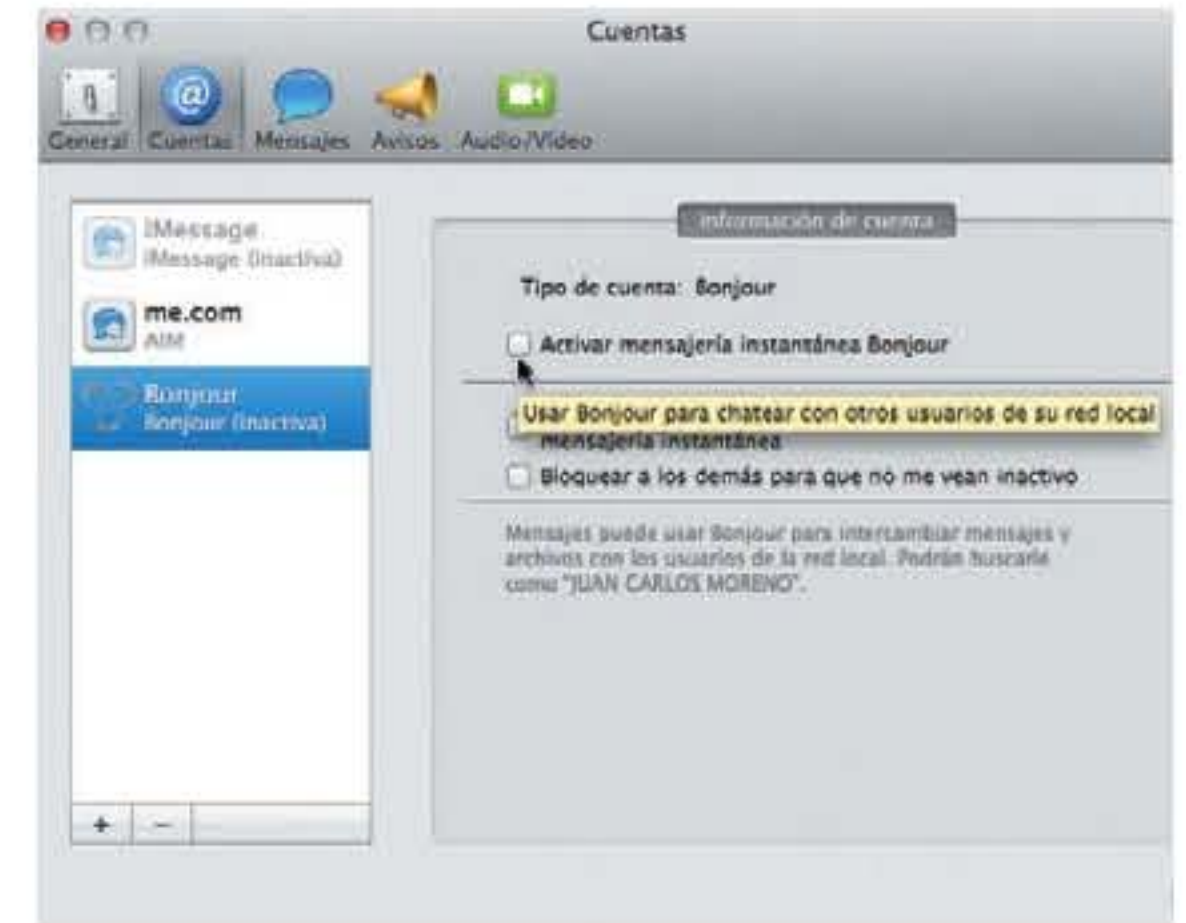 Cuentas
General Cuentas Mensajes Avisos Audio/Vídeo
iMessage
iMessage (inactiva)
me.com
AIM
Bonjour
Bonjour (inactiva)
Información de cuenta
Tipo de cuenta: Bonjour
Activar mensajería instantánea Bonjour
Usar Bonjour para chatear con otros usuarios de su red local
mensajería instantánea
Bloquear a los demás para que no me vean inactivo
Mensajes puede usar Bonjour para intercambiar mensajes y
archivos con los usuarios de la red local. Podrán buscarle
como "JUAN CARLOS MORENO".
+ −